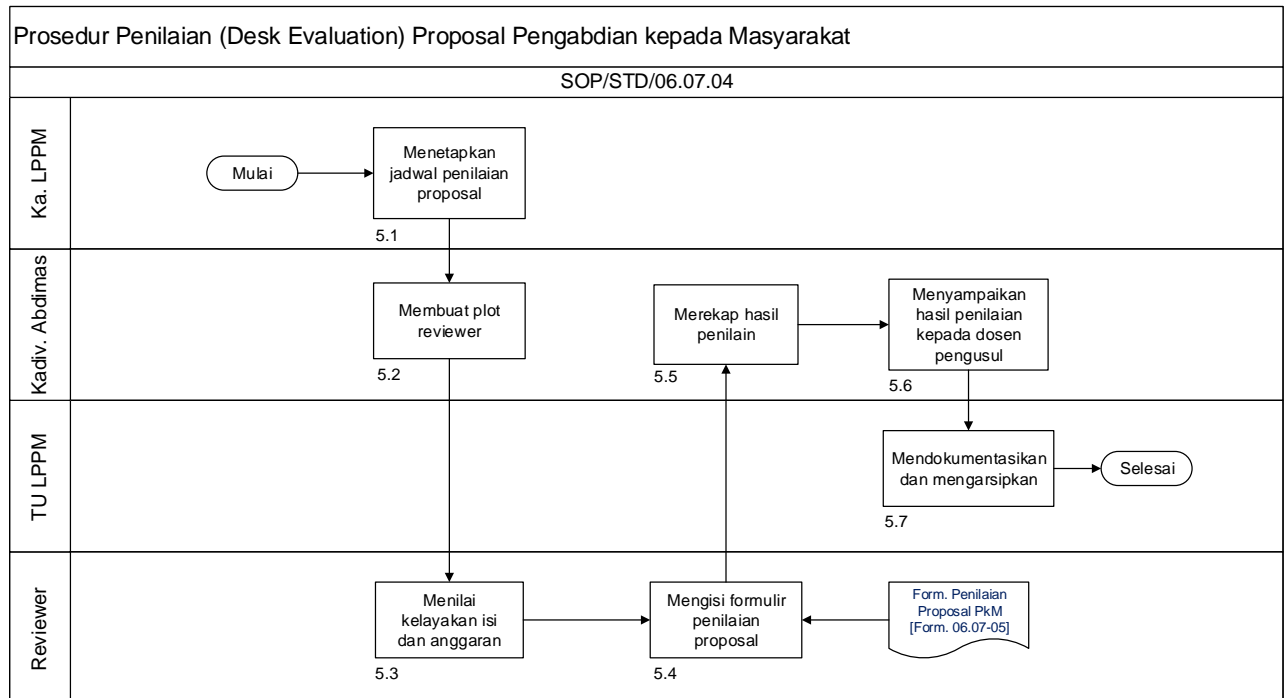 Prosedur Penilaian (Desk Evaluation) Proposal Pengabdian kepada Masyarakat
SOP/STD/06.07.04
Ka. LPPM
Mulai
Menetapkan
jadwal penilaian
proposal
5.1
Kadiv. Abdimas
Membuat plot
reviewer
5.2
Merekap hasil
penilain
5.5
Menyampaikan
hasil penilaian
kepada dosen
pengusul
5.6
TU LPPM
Mendokumentasikan
dan mengarsipkan
5.7
Selesai
Reviewer
Menilai
kelayakan isi
dan anggaran
5.3
Mengisi formulir
penilaian
proposal
5.4
Form. Penilaian
Proposal PkM
[Form. 06.07-05]